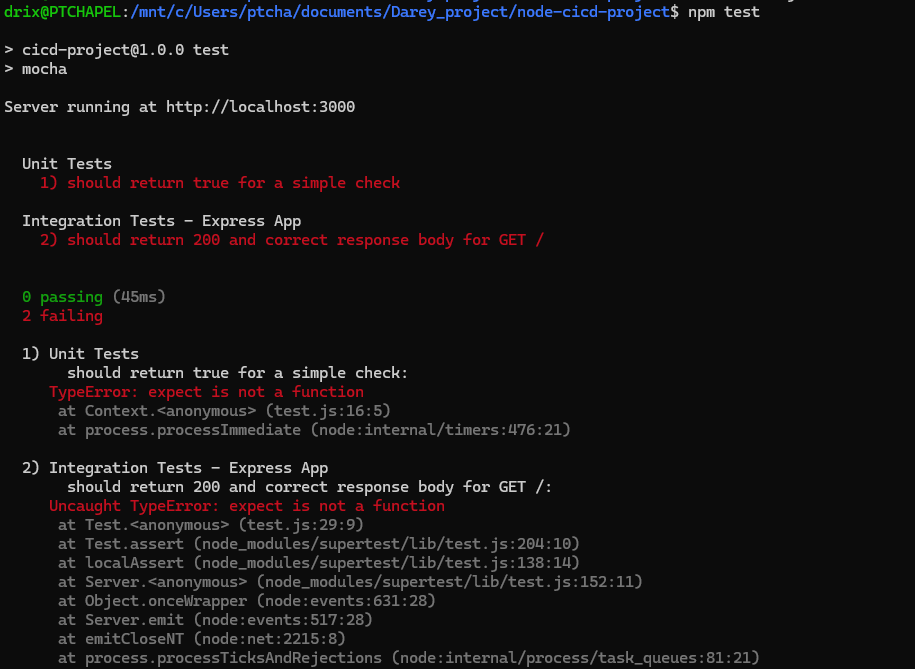 drix@PTCHAPEL:/mnt/c/Users/ptcha/documents/Darey_project/node-cicd-project$ npm test
> cicd-project@1.0.0 test
> mocha
Server running at http://localhost:3000
Unit Tests
1) should return true for a simple check
Integration Tests - Express App
2) should return 200 and correct response body for GET /
0 passing (45ms)
2 failing
1) Unit Tests
should return true for a simple check:
TypeError: expect is not a function
at Context.<anonymous> (test.js:16:5)
at process.processImmediate (node:internal/timers:476:21)
2) Integration Tests - Express App
should return 200 and correct response body for GET /:
Uncaught TypeError: expect is not a function
at Test.<anonymous> (test.js:29:9)
at Test.assert (node_modules/supertest/lib/test.js:204:10)
at localAssert (node_modules/supertest/lib/test.js:138:14)
at Server.<anonymous> (node_modules/supertest/lib/test.js:152:11)
at Object.onceWrapper (node:events:631:28)
at Server.emit (node:events:517:28)
at emitCloseNT (node:net:2215:8)
at process.processTicksAndRejections (node:internal/process/task_queues:81:21)